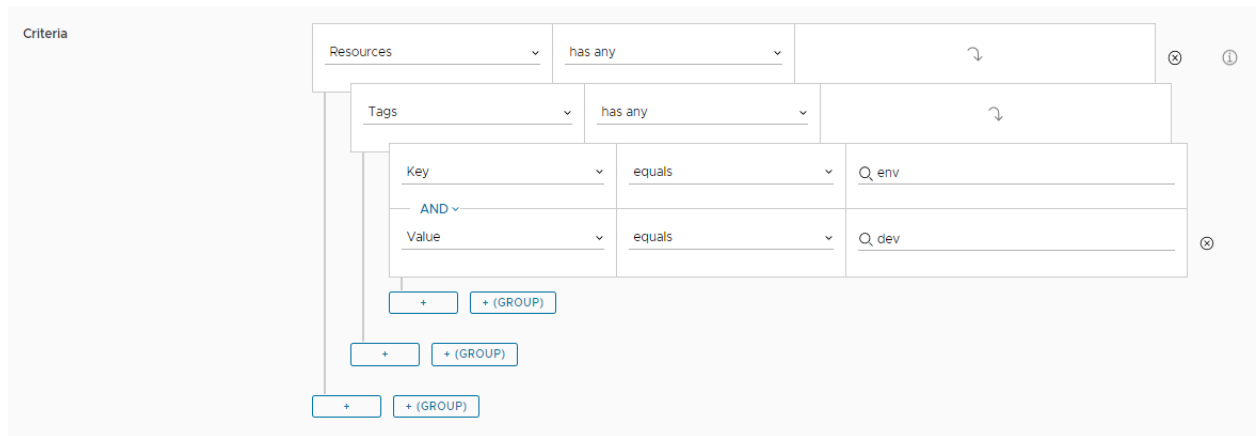 Criteria
Resources has any
Tags has any
Key equals env
AND
Value equals dev
+ + (GROUP)
+ + (GROUP)
+ + (GROUP)